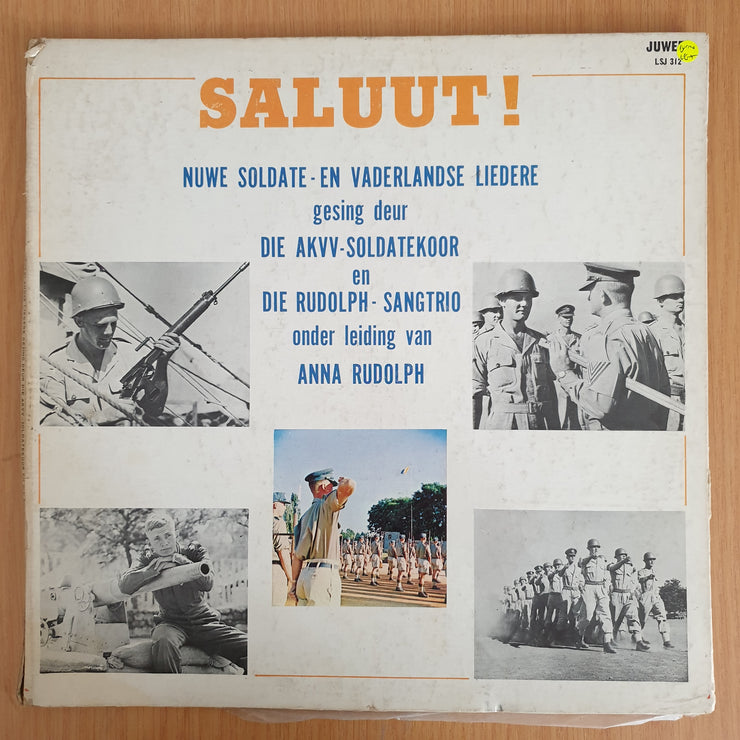 JUWEE
LSJ 312
SALUUT!
NUWE SOLDATE-EN VADERLANDSE LIEDERE
gesing deur
DIE AKVV-SOLDATEKOOR
en
DIE RUDOLPH-SANGTRIO
onder leiding van
ANNA RUDOLPH